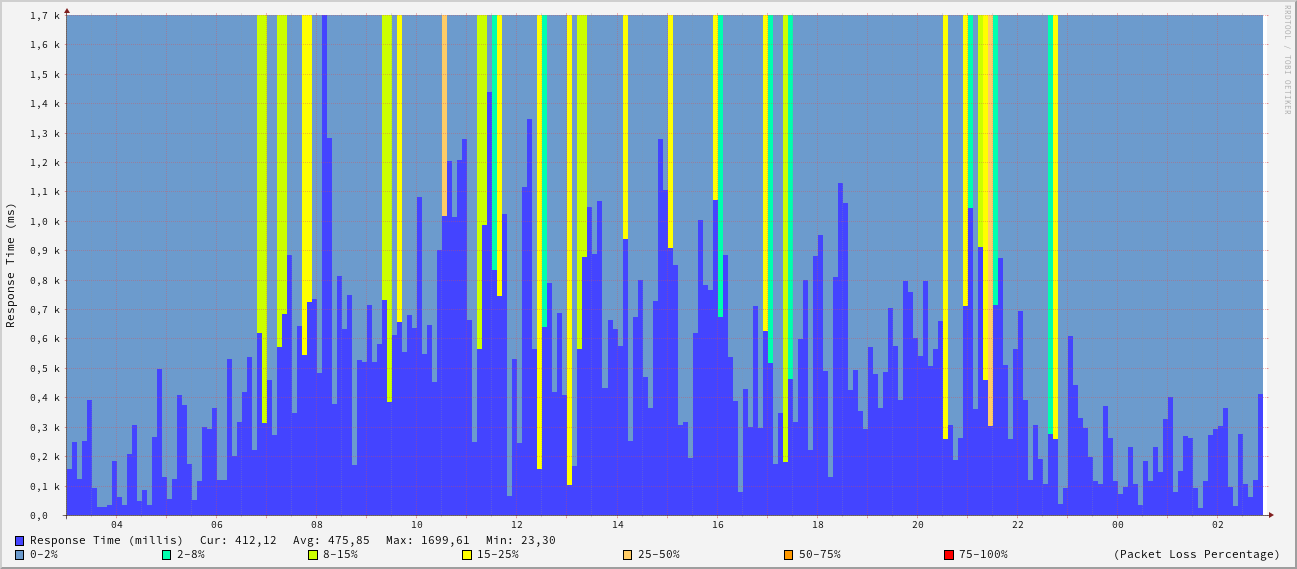 1,7 k
1,6 k
1,5 k
1,4 k
1,3 k
1,2 k
1,1 k
1,0 k
0,9 k
0,8 k
0,7 k
0,6 k
0,5 k
0,4 k
0,3 k
0,2 k
0,1 k
0,0
Response Time (ms)
RRDTOOL / TOBI OETIKER
04 06 08 10 12 14 16 18 20 22 00 02
Response Time (millis) Cur: 412,12 Avg: 475,85 Max: 1699,61 Min: 23,30
0-2% 2-8% 8-15% 15-25% 25-50% 50-75% 75-100% (Packet Loss Percentage)